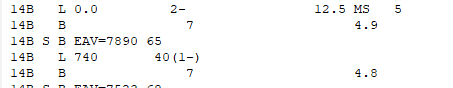 14B L 0.0 2- 12.5 MS 5
14B B 7 4.9
14B S B EAV=7890 65
14B L 740 40(1-)
14B B 7 4.8